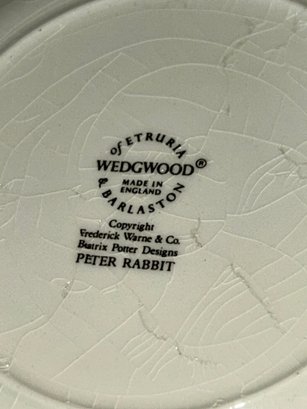 of ETRURIA
WEDGWOOD®
MADE IN
ENGLAND
& BARLASTON
Copyright
Frederick Warne & Co.
Beatrix Potter Designs
PETER RABBIT